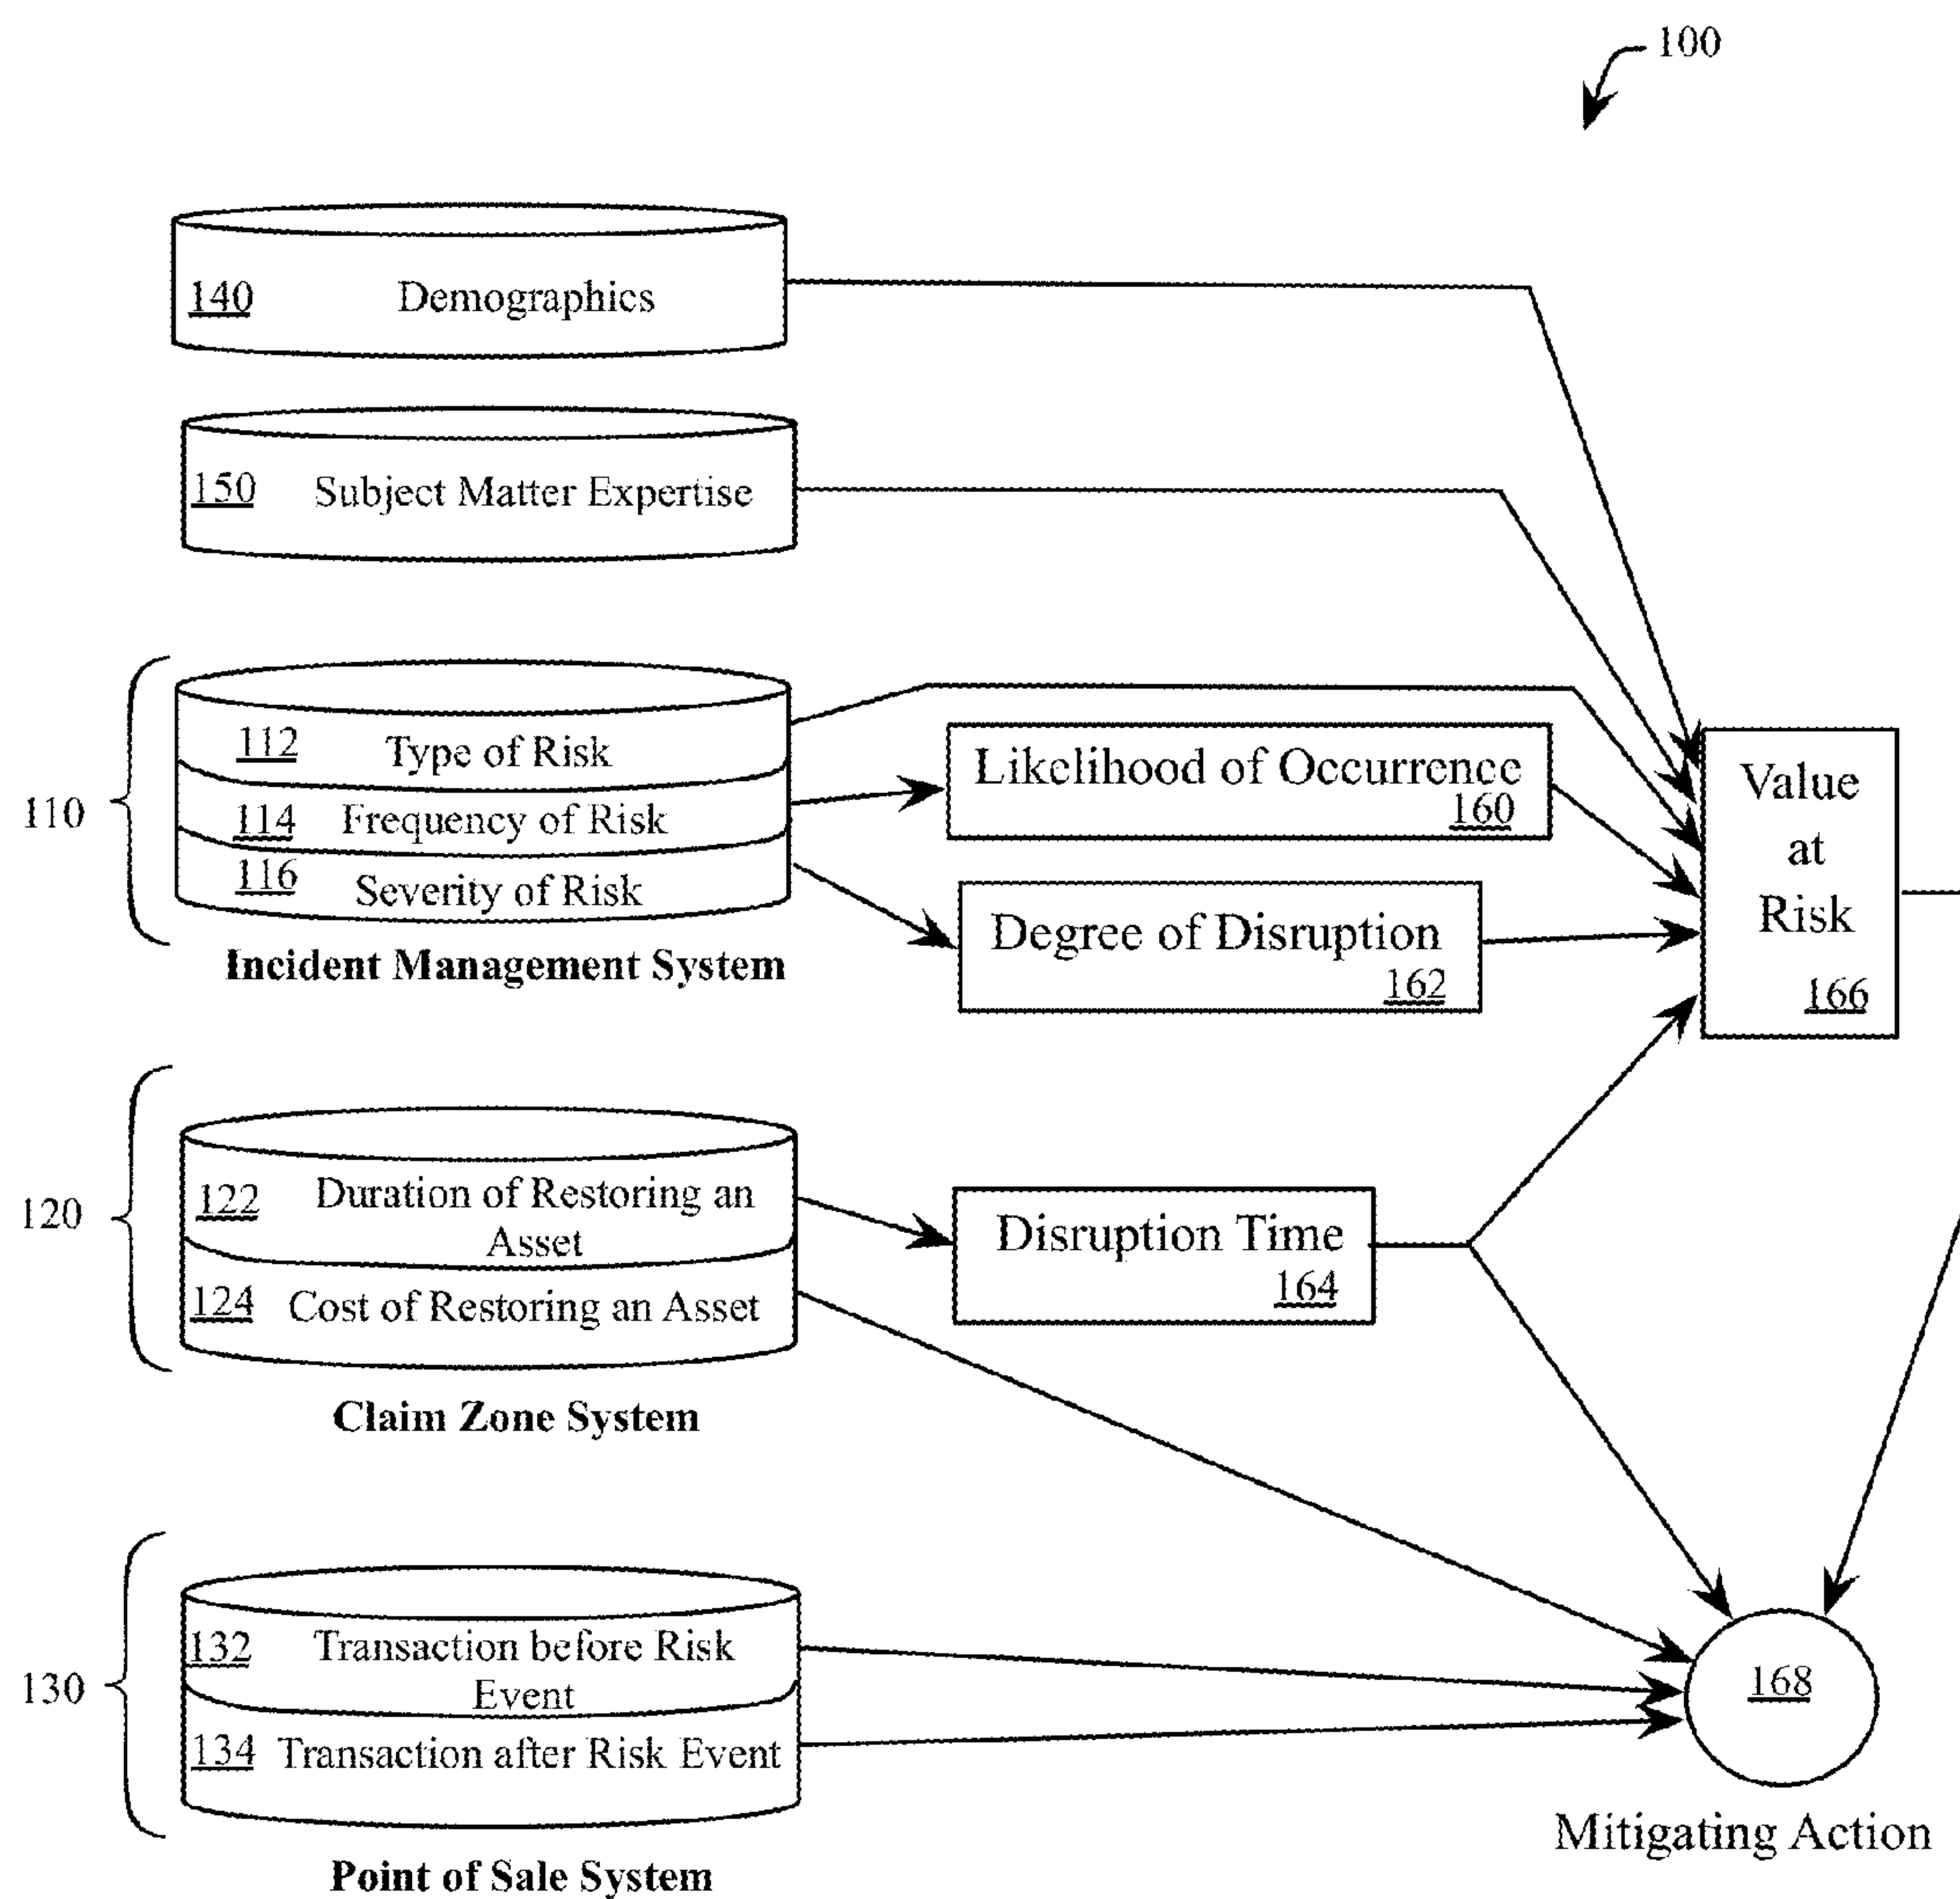 100
140 Demographics
150 Subject Matter Expertise
110
112 Type of Risk
114 Frequency of Risk
116 Severity of Risk
Incident Management System
Likelihood of Occurrence
160
Degree of Disruption
162
Value
at
Risk
166
120
122 Duration of Restoring an
Asset
124 Cost of Restoring an Asset
Claim Zone System
Disruption Time
164
130
132 Transaction before Risk
Event
134 Transaction after Risk Event
Point of Sale System
168
Mitigating Action